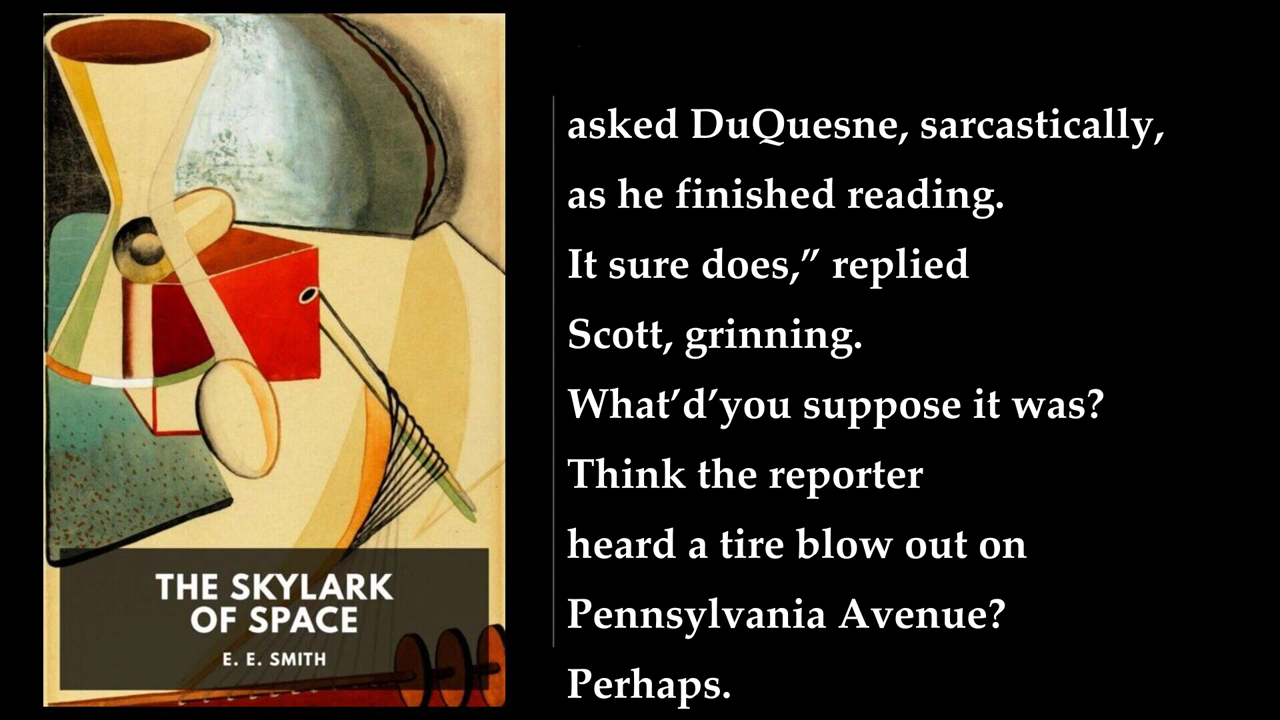 THE SKYLARK
OF SPACE
E. E. SMITH
asked DuQuesne, sarcastically,
as he finished reading.
It sure does,” replied
Scott, grinning.
What’d’you suppose it was?
Think the reporter
heard a tire blow out on
Pennsylvania Avenue?
Perhaps.